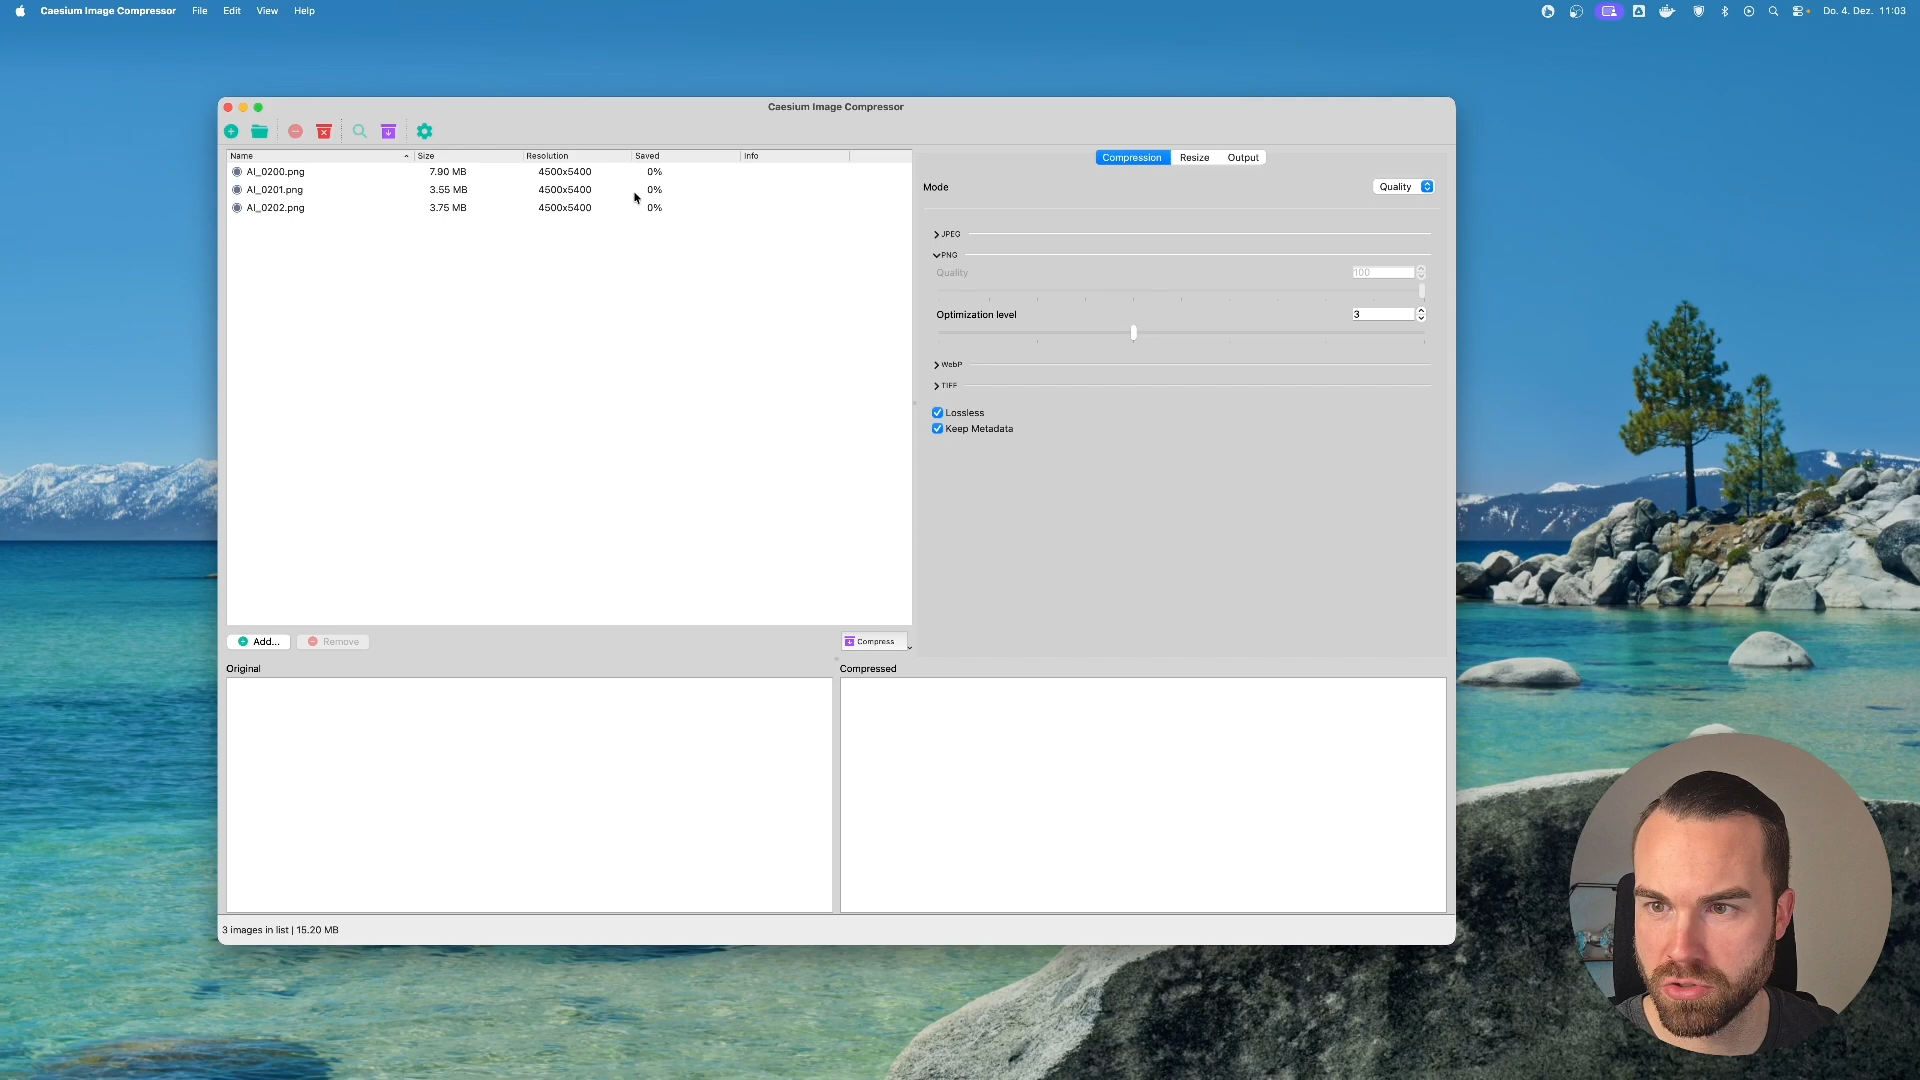 Caesium Image Compressor File Edit View Help Do. 4. Dez. 11:03
Caesium Image Compressor
Name Size Resolution Saved Info
AI_0200.png 7.90 MB 4500x5400 0%
AI_0201.png 3.55 MB 4500x5400 0%
AI_0202.png 3.75 MB 4500x5400 0%
Compression Resize Output
Mode Quality
JPEG
PNG
Quality 100
Optimization level 3
WebP
TIFF
Lossless
Keep Metadata
Add... Remove Compress
Original Compressed
3 images in list | 15.20 MB